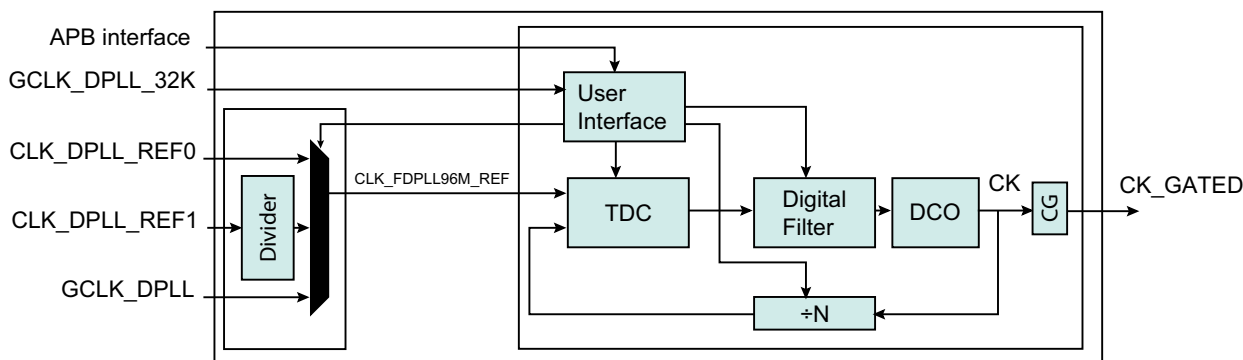 APB interface
GCLK_DPLL_32K
CLK_DPLL_REF0
CLK_DPLL_REF1
GCLK_DPLL
Divider
CLK_FDPLL96M_REF
User
Interface
TDC
Digital
Filter
DCO
CK
CG
CK_GATED
÷N